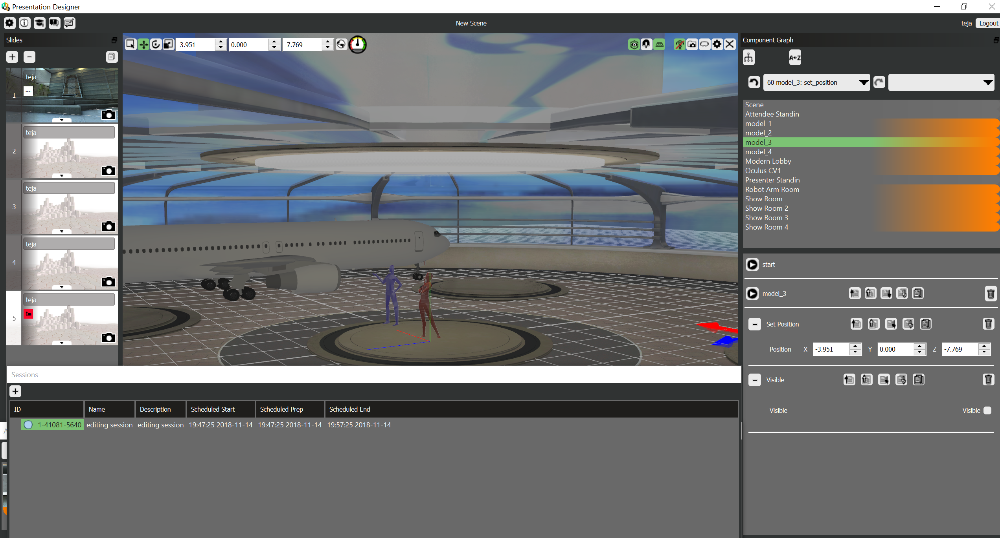 Presentation Designer
New Scene
teja Logout
Slides
-3.951 0.000 -7.769
Component Graph
A↔Z
60 model_3: set_position
teja
--
1
teja
2
teja
3
teja
4
teja
te
5
Scene
Attendee Standin
model_1
model_2
model_3
model_4
Modern Lobby
Oculus CV1
Presenter Standin
Robot Arm Room
Show Room
Show Room 2
Show Room 3
Show Room 4
start
model_3
Set Position
Position X -3.951 Y 0.000 Z -7.769
Visible
Visible Visible
Sessions
ID Name Description Scheduled Start Scheduled Prep Scheduled End
1-41081-5640 editing session editing session 19:47:25 2018-11-14 19:47:25 2018-11-14 19:57:25 2018-11-14